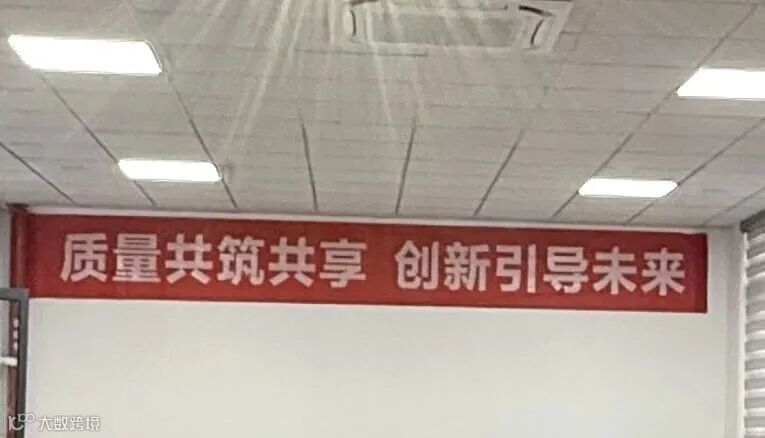 质量共筑共享 创新引导未来
大数跨境